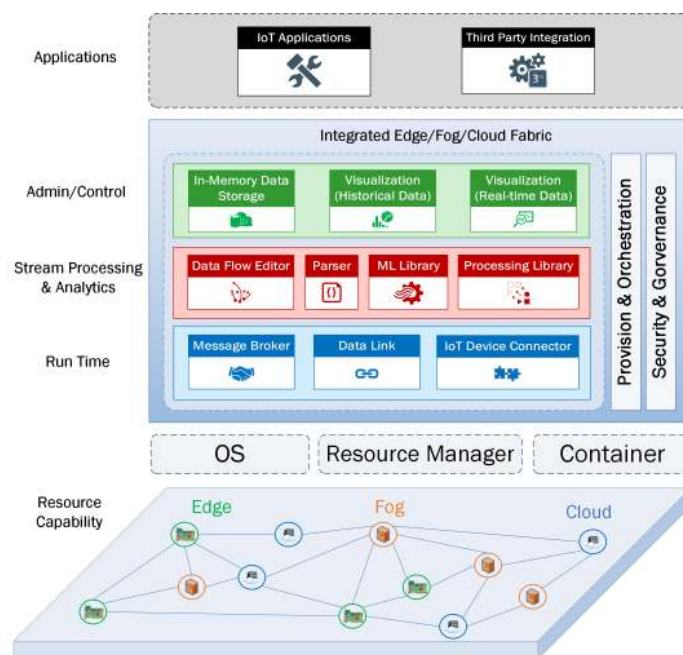 Applications
IoT Applications
Third Party Integration
3rd
Integrated Edge/Fog/Cloud Fabric
Admin/Control
In-Memory Data
Storage
Visualization
(Historical Data)
Visualization
(Real-time Data)
Stream Processing
& Analytics
Data Flow Editor
Parser
{}
ML Library
Processing Library
Run Time
Message Broker
Data Link
IoT Device Connector
Provision & Orchestration
Security & Gorvernance
OS
Resource Manager
Container
Resource
Capability
Edge
Fog
Cloud